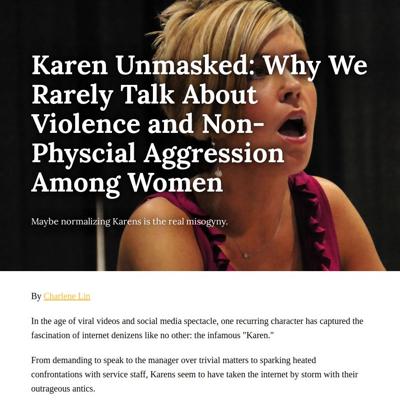 Karen Unmasked: Why We
Rarely Talk About
Violence and Non-
Physcial Aggression
Among Women
Maybe normalizing Karens is the real misogyny.
By Charlene Lin
In the age of viral videos and social media spectacle, one recurring character has captured the
fascination of internet denizens like no other: the infamous "Karen."
From demanding to speak to the manager over trivial matters to sparking heated
confrontations with service staff, Karens seem to have taken the internet by storm with their
outrageous antics.